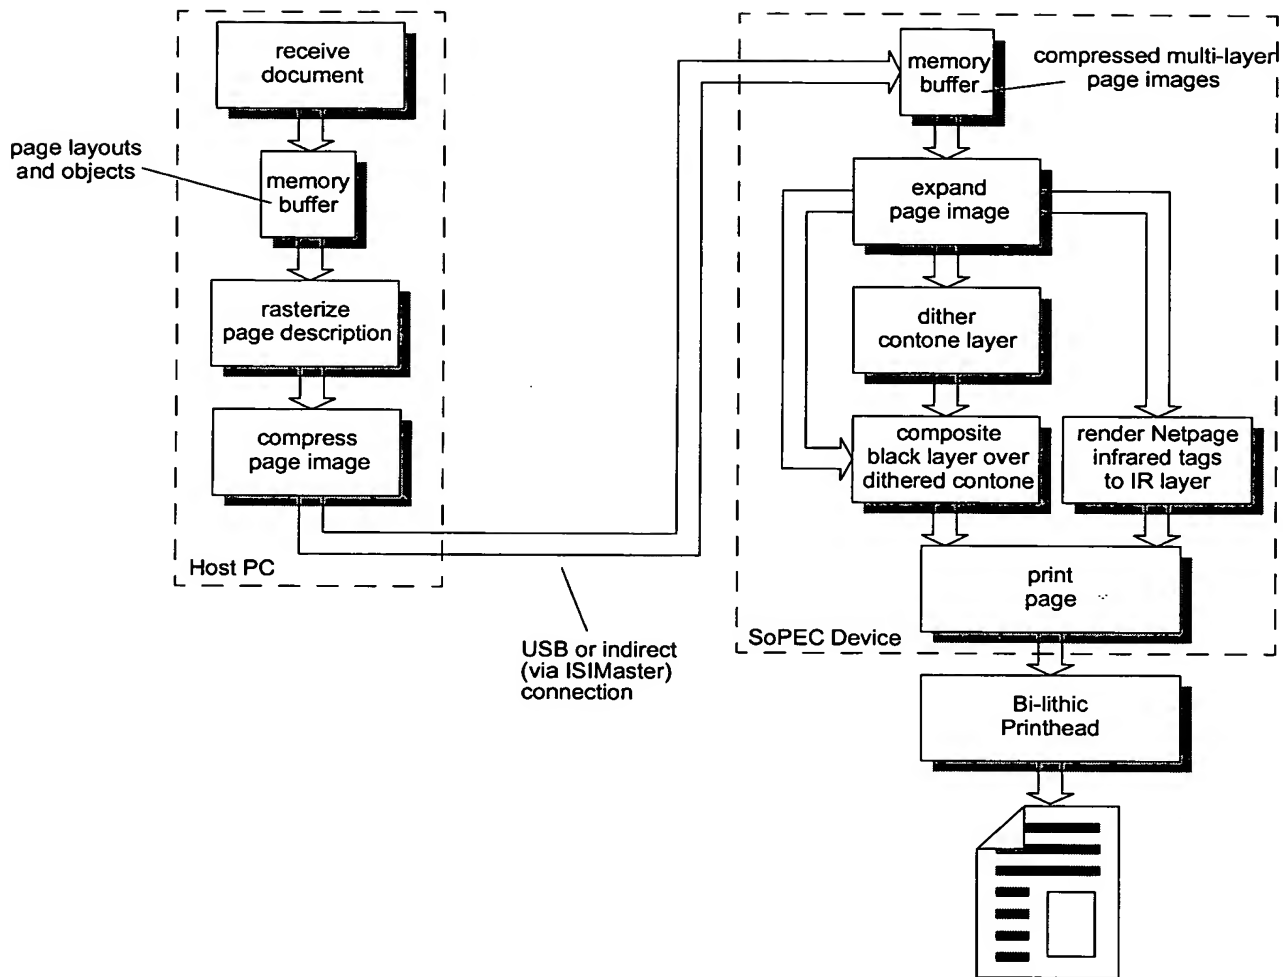 receive
document
page layouts
and objects
memory
buffer
rasterize
page description
compress
page image
Host PC
USB or indirect
(via ISIMaster)
connection
memory
buffer
compressed multi-layer
page images
expand
page image
dither
contone layer
composite
black layer over
dithered contone
render Netpage
infrared tags
to IR layer
print
page
SoPEC Device
Bi-lithic
Printhead